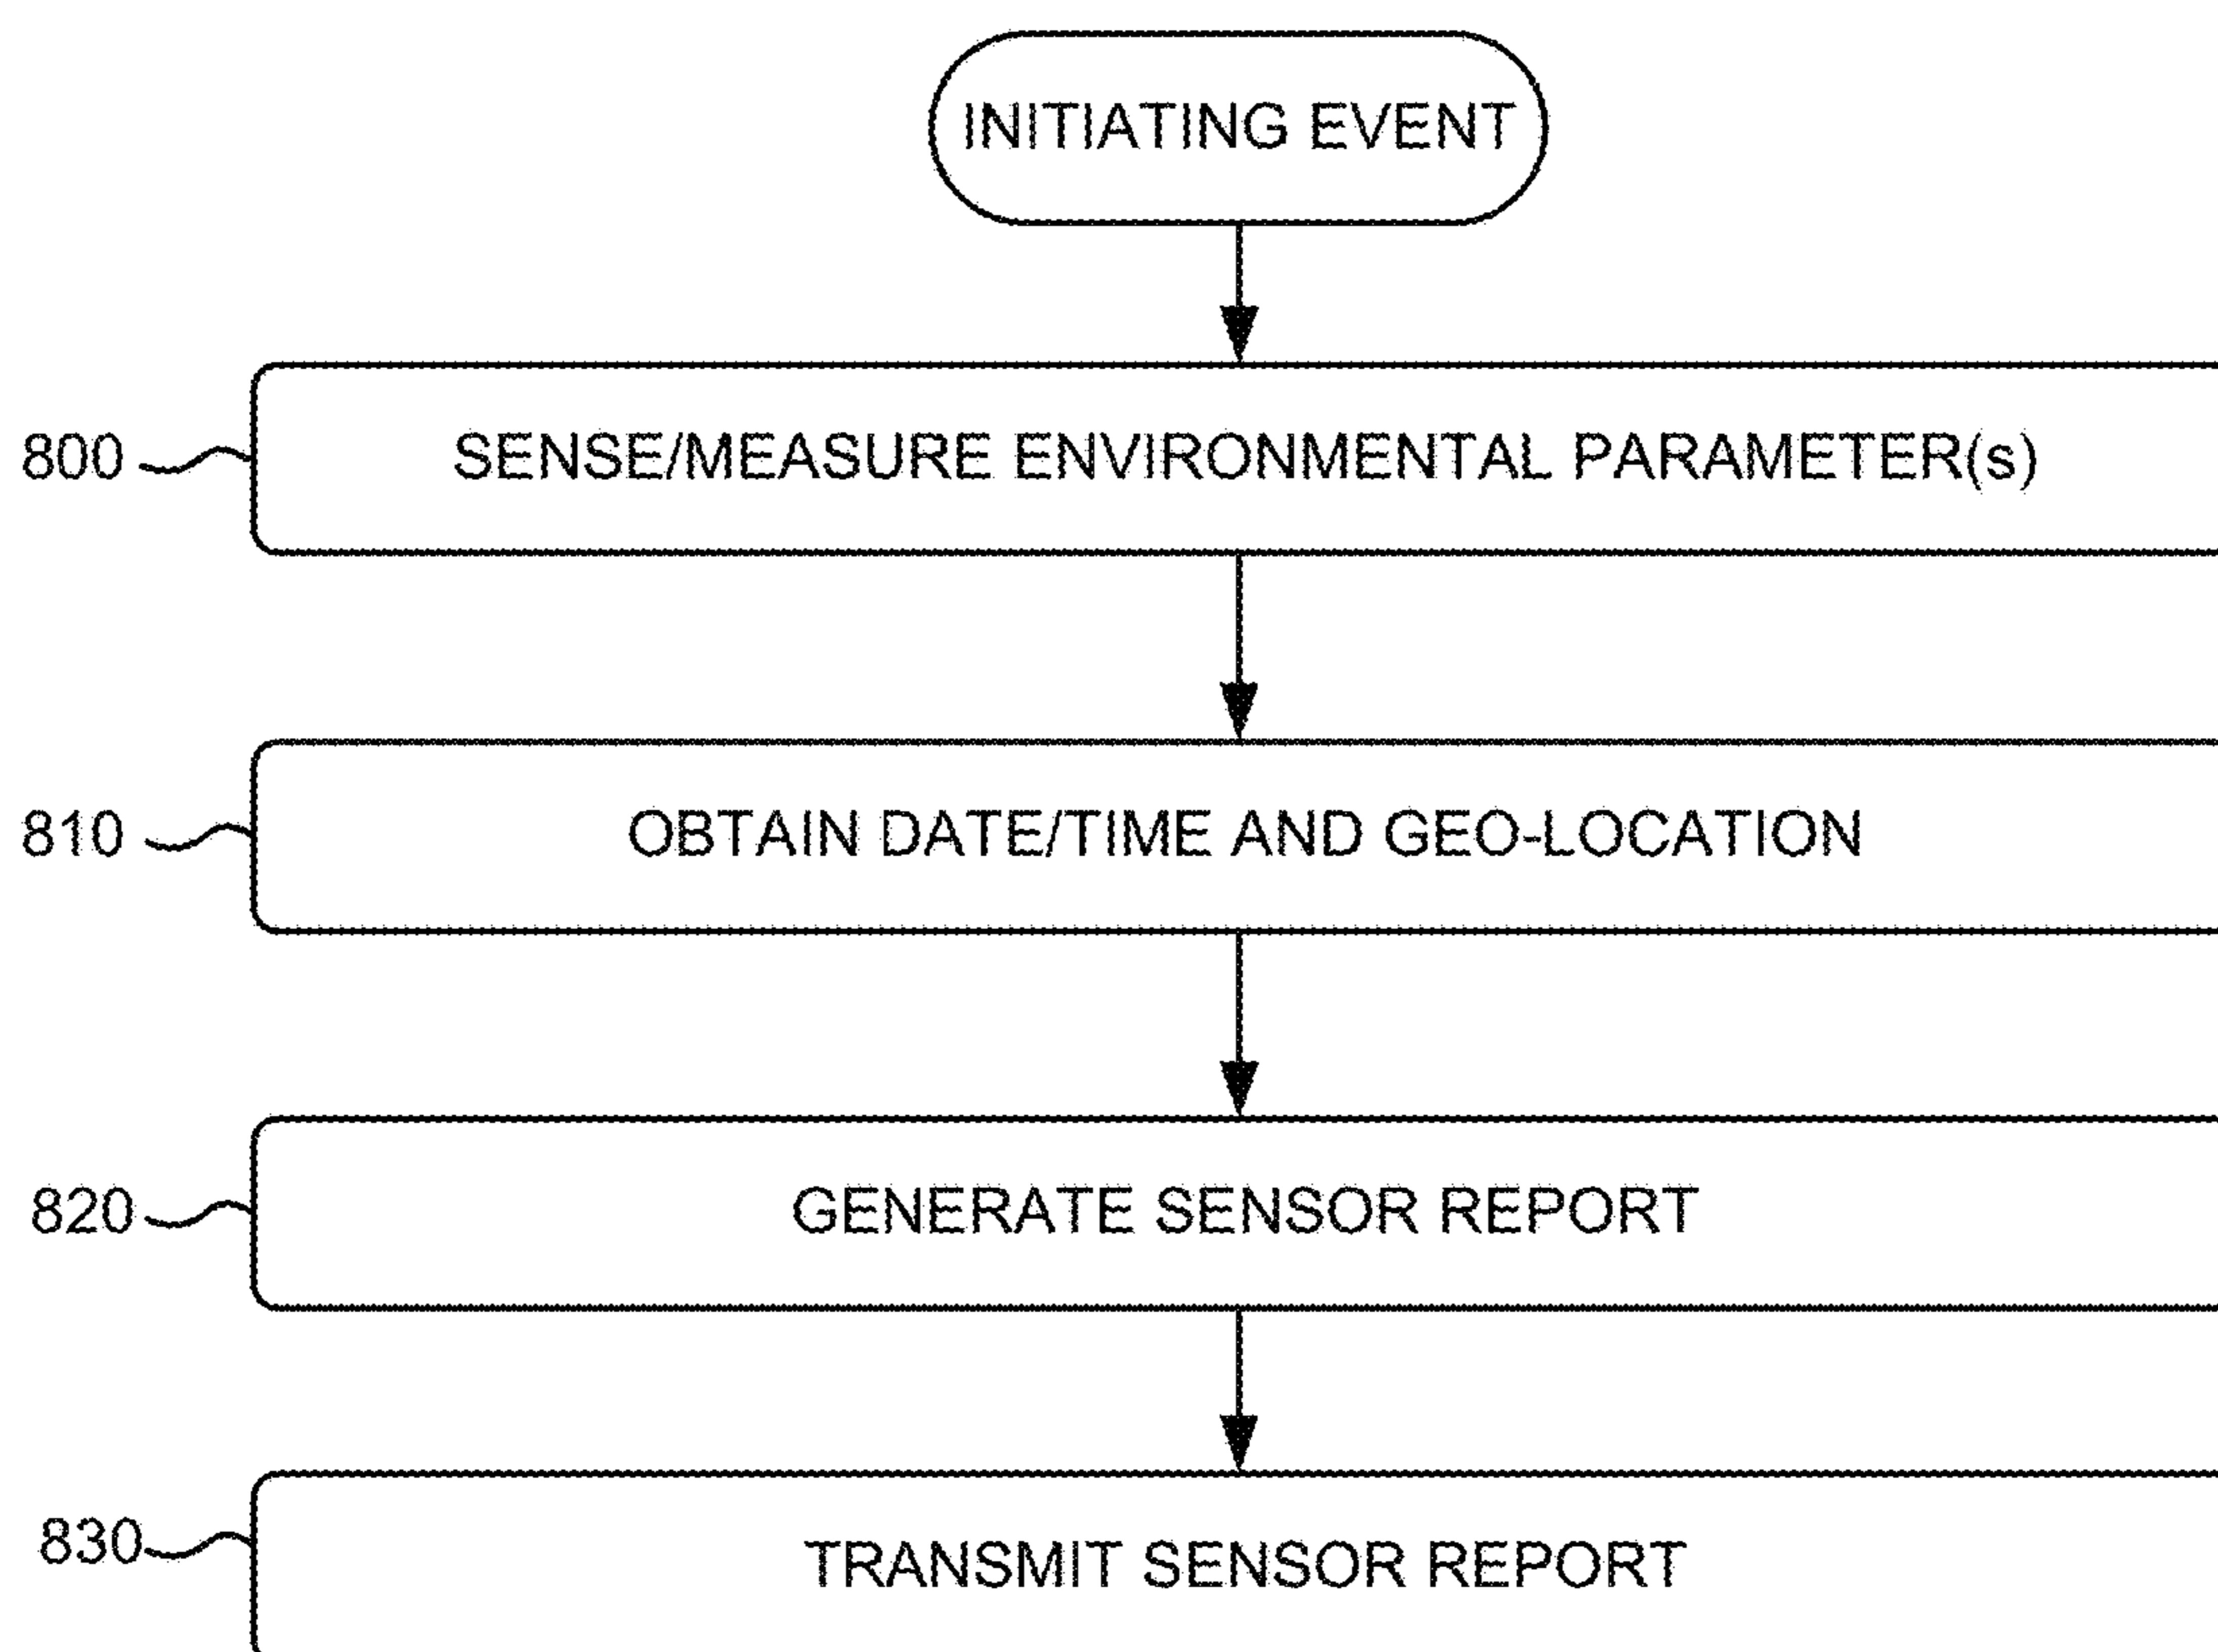 INITIATING EVENT
800
SENSE/MEASURE ENVIRONMENTAL PARAMETER(s)
810
OBTAIN DATE/TIME AND GEO-LOCATION
820
GENERATE SENSOR REPORT
830
TRANSMIT SENSOR REPORT